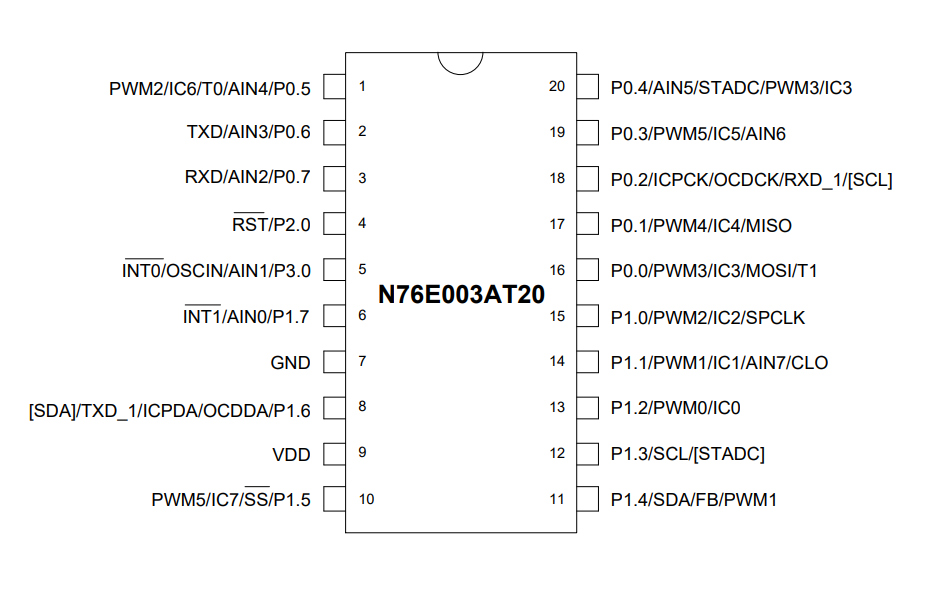 PWM2/IC6/T0/AIN4/P0.5 1 20 P0.4/AIN5/STADC/PWM3/IC3
TXD/AIN3/P0.6 2 19 P0.3/PWM5/IC5/AIN6
RXD/AIN2/P0.7 3 18 P0.2/ICPCK/OCDCK/RXD_1/[SCL]
RST/P2.0 4 17 P0.1/PWM4/IC4/MISO
INT0/OSCIN/AIN1/P3.0 5 16 P0.0/PWM3/IC3/MOSI/T1
N76E003AT20
INT1/AIN0/P1.7 6 15 P1.0/PWM2/IC2/SPCLK
GND 7 14 P1.1/PWM1/IC1/AIN7/CLO
[SDA]/TXD_1/ICPDA/OCDDA/P1.6 8 13 P1.2/PWM0/IC0
VDD 9 12 P1.3/SCL/[STADC]
PWM5/IC7/SS/P1.5 10 11 P1.4/SDA/FB/PWM1